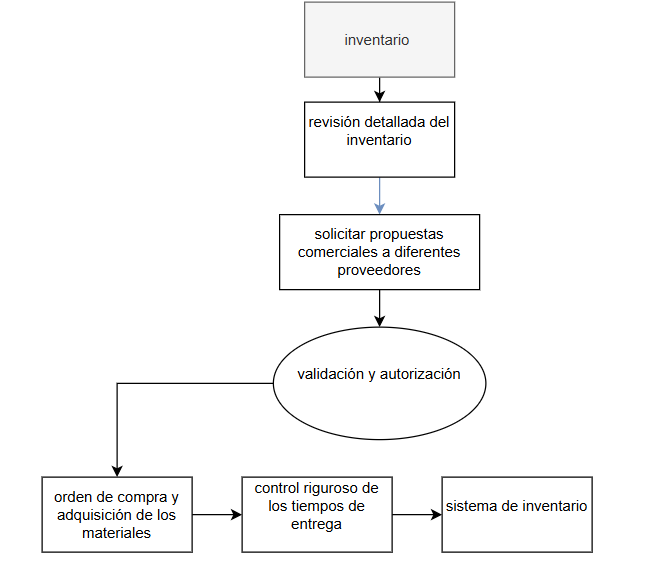 inventario
revisión detallada del
inventario
solicitar propuestas
comerciales a diferentes
proveedores
validación y autorización
orden de compra y
adquisición de los
materiales
control riguroso de
los tiempos de
entrega
sistema de inventario